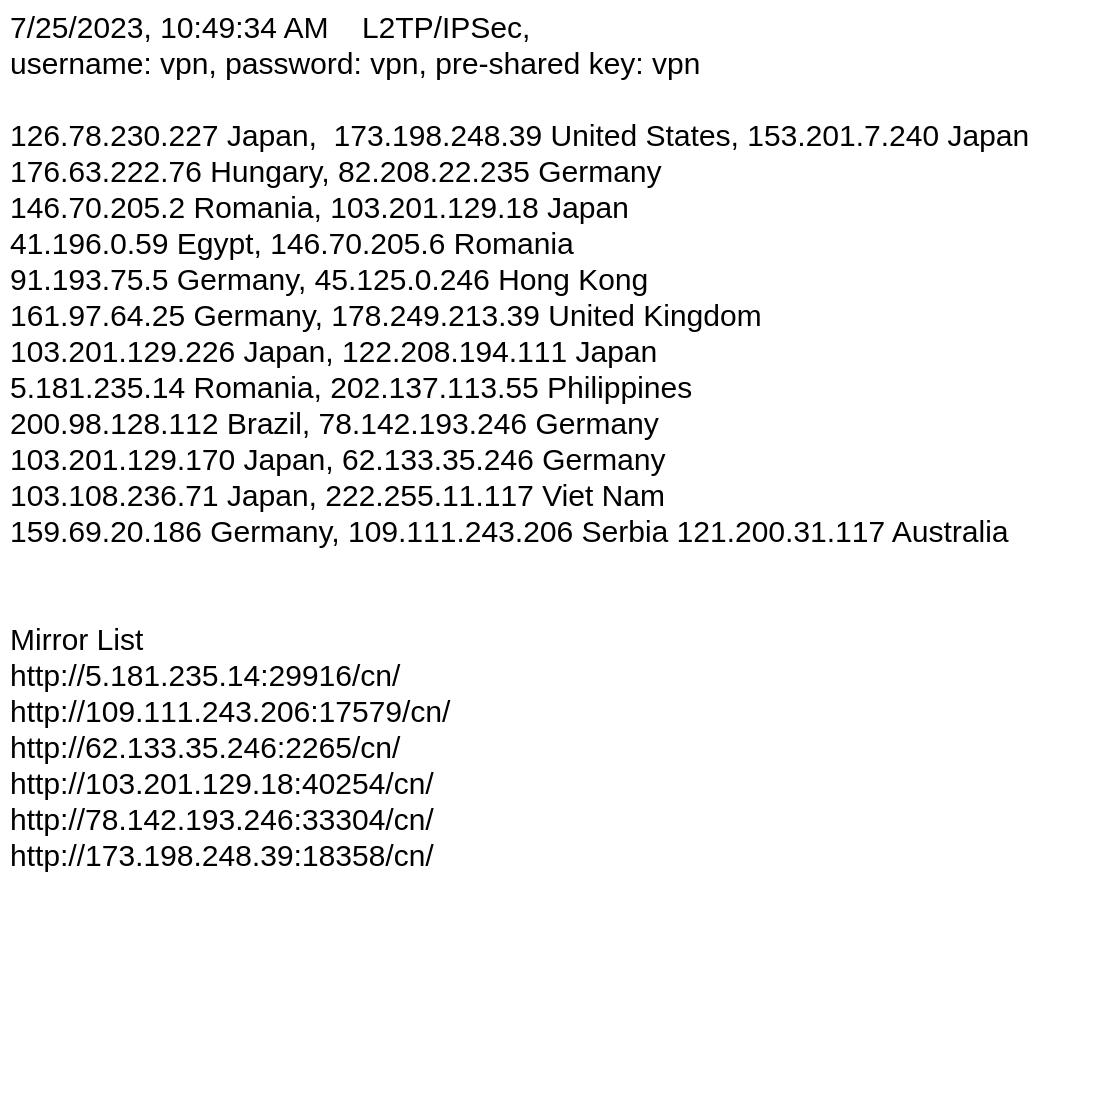 7/25/2023, 10:49:34 AM    L2TP/IPSec,
username: vpn, password: vpn, pre-shared key: vpn
126.78.230.227 Japan,  173.198.248.39 United States, 153.201.7.240 Japan
176.63.222.76 Hungary, 82.208.22.235 Germany
146.70.205.2 Romania, 103.201.129.18 Japan
41.196.0.59 Egypt, 146.70.205.6 Romania
91.193.75.5 Germany, 45.125.0.246 Hong Kong
161.97.64.25 Germany, 178.249.213.39 United Kingdom
103.201.129.226 Japan, 122.208.194.111 Japan
5.181.235.14 Romania, 202.137.113.55 Philippines
200.98.128.112 Brazil, 78.142.193.246 Germany
103.201.129.170 Japan, 62.133.35.246 Germany
103.108.236.71 Japan, 222.255.11.117 Viet Nam
159.69.20.186 Germany, 109.111.243.206 Serbia 121.200.31.117 Australia
Mirror List
http://5.181.235.14:29916/cn/
http://109.111.243.206:17579/cn/
http://62.133.35.246:2265/cn/
http://103.201.129.18:40254/cn/
http://78.142.193.246:33304/cn/
http://173.198.248.39:18358/cn/